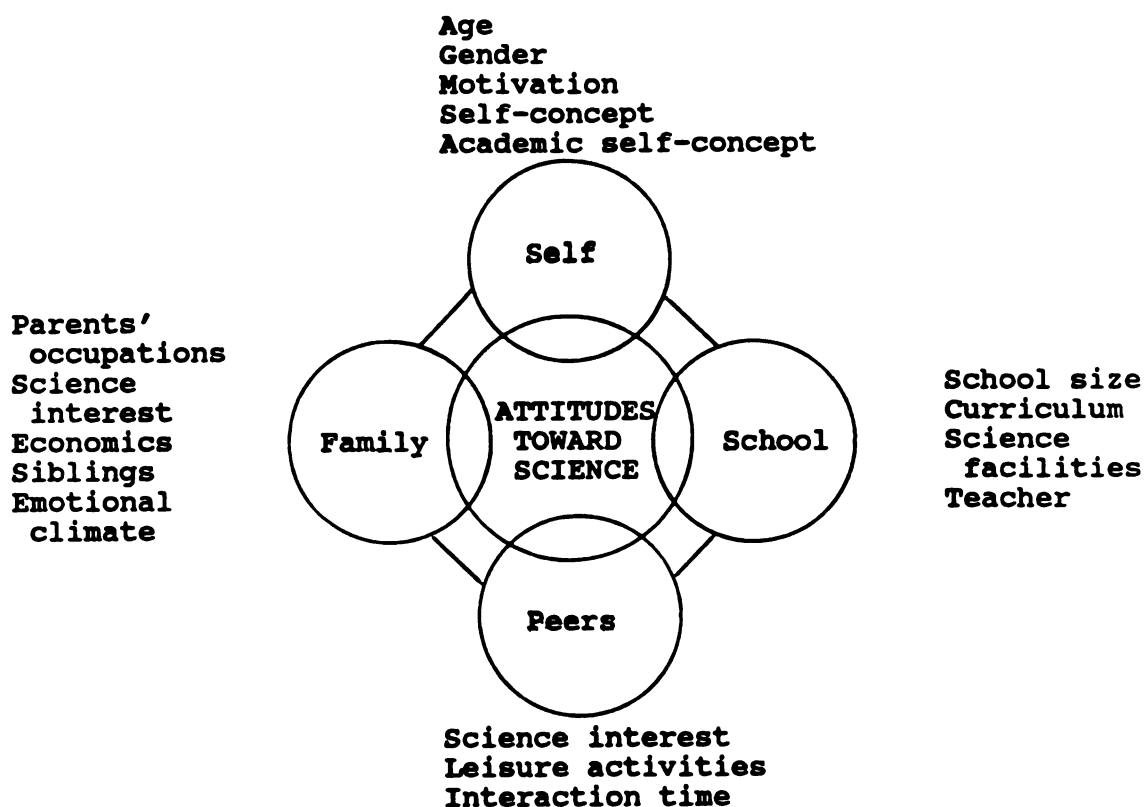 Age
Gender
Motivation
Self-concept
Academic self-concept
Self
Parents'
occupations
Science
interest
Economics
Siblings
Emotional
climate
Family
ATTITUDES
TOWARD
SCIENCE
School
School size
Curriculum
Science
facilities
Teacher
Peers
Science interest
Leisure activities
Interaction time